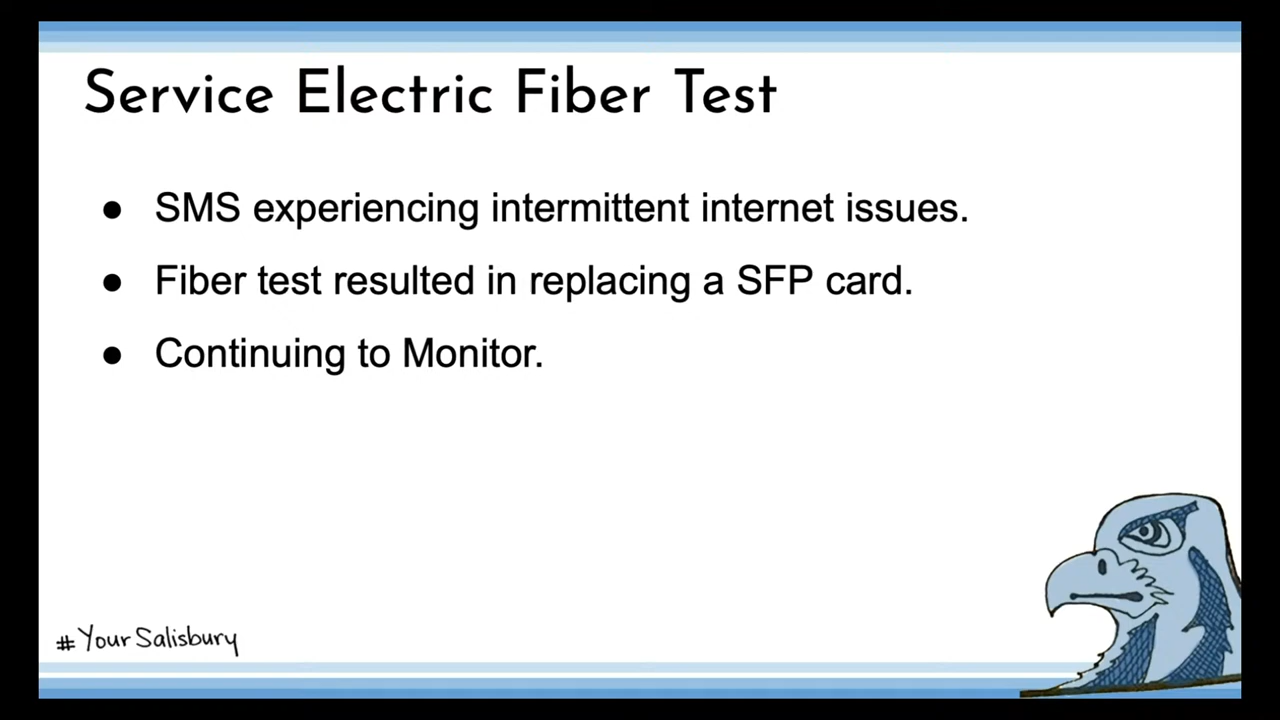 Service Electric Fiber Test
● SMS experiencing intermittent internet issues.
● Fiber test resulted in replacing a SFP card.
● Continuing to Monitor.
#YourSalisbury